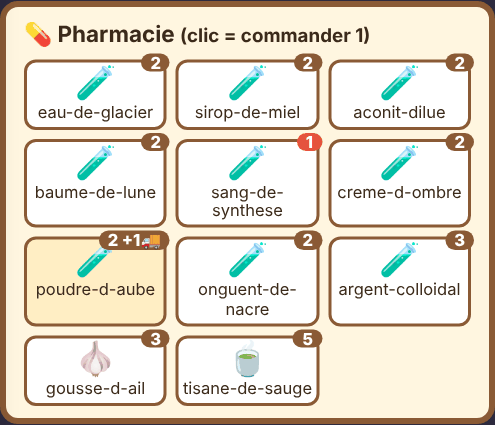 Pharmacie (clic = commander 1)
2
eau-de-glacier
2
sirop-de-miel
2
aconit-dilue
2
baume-de-lune
1
sang-de-
synthese
2
creme-d-ombre
2 +1
poudre-d-aube
2
onguent-de-
nacre
3
argent-colloidal
3
gousse-d-ail
5
tisane-de-sauge